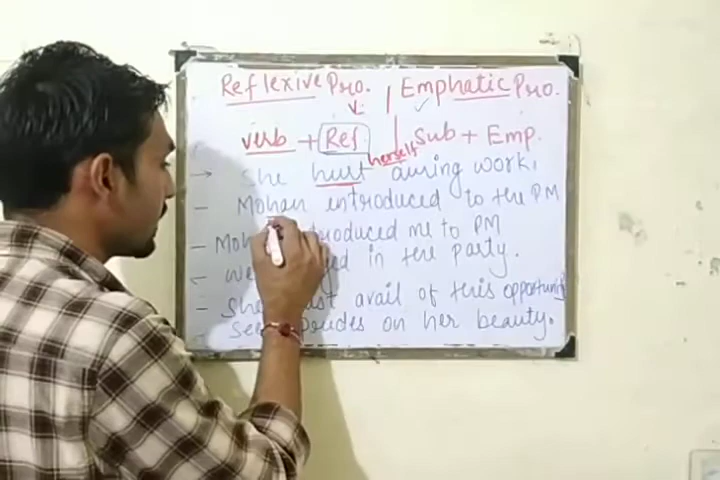 Reflexive Pro. | Emphatic Pro.
verb + Ref | Sub + Emp.
→ She hurt herself during work.
- Mohan introduced to the PM
- introduced me to PM
- in the party.
- She avail of this opportunity
on her beauty.